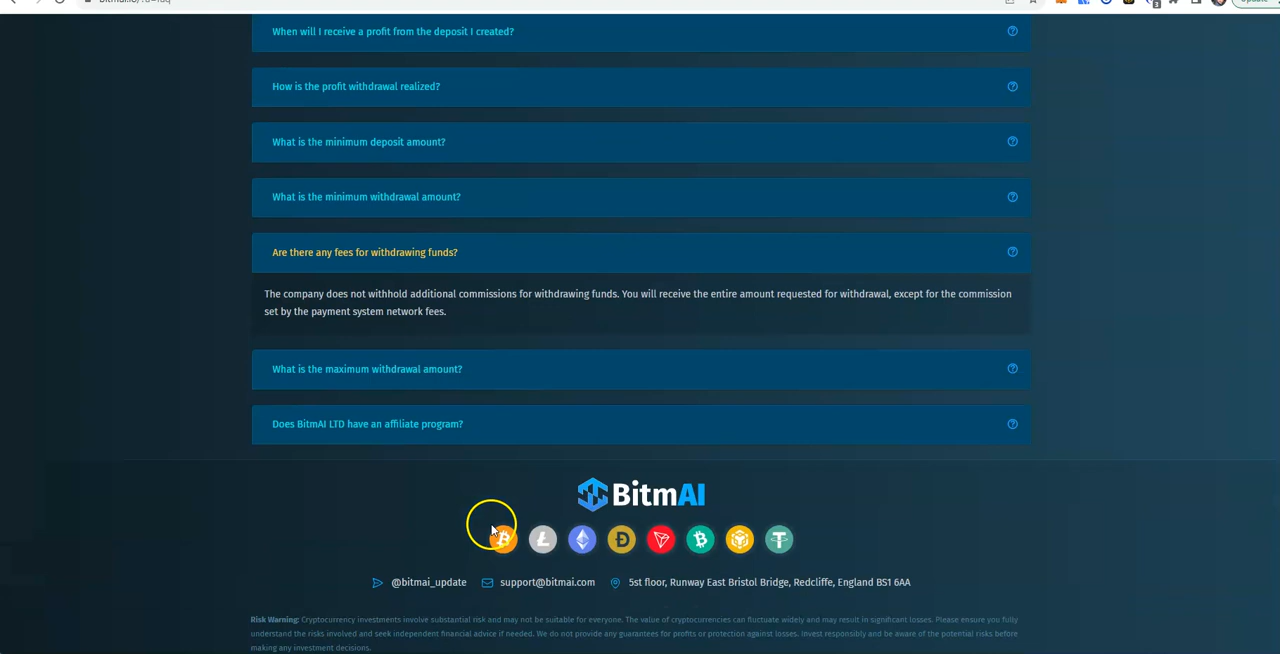 When will I receive a profit from the deposit I created?
How is the profit withdrawal realized?
What is the minimum deposit amount?
What is the minimum withdrawal amount?
Are there any fees for withdrawing funds?
The company does not withhold additional commissions for withdrawing funds. You will receive the entire amount requested for withdrawal, except for the commission
set by the payment system network fees.
What is the maximum withdrawal amount?
Does BitmAI LTD have an affiliate program?
BitmAI
@bitmai_update support@bitmai.com 5st floor, Runway East Bristol Bridge, Redcliffe, England BS1 6AA
Risk Warning: Cryptocurrency investments involve substantial risk and may not be suitable for everyone. The value of cryptocurrencies can fluctuate widely and may result in significant losses. Please ensure you fully
understand the risks involved and seek independent financial advice if needed. We do not provide any guarantees for profits or protection against losses. Invest responsibly and be aware of the potential risks before
making any investment decisions.